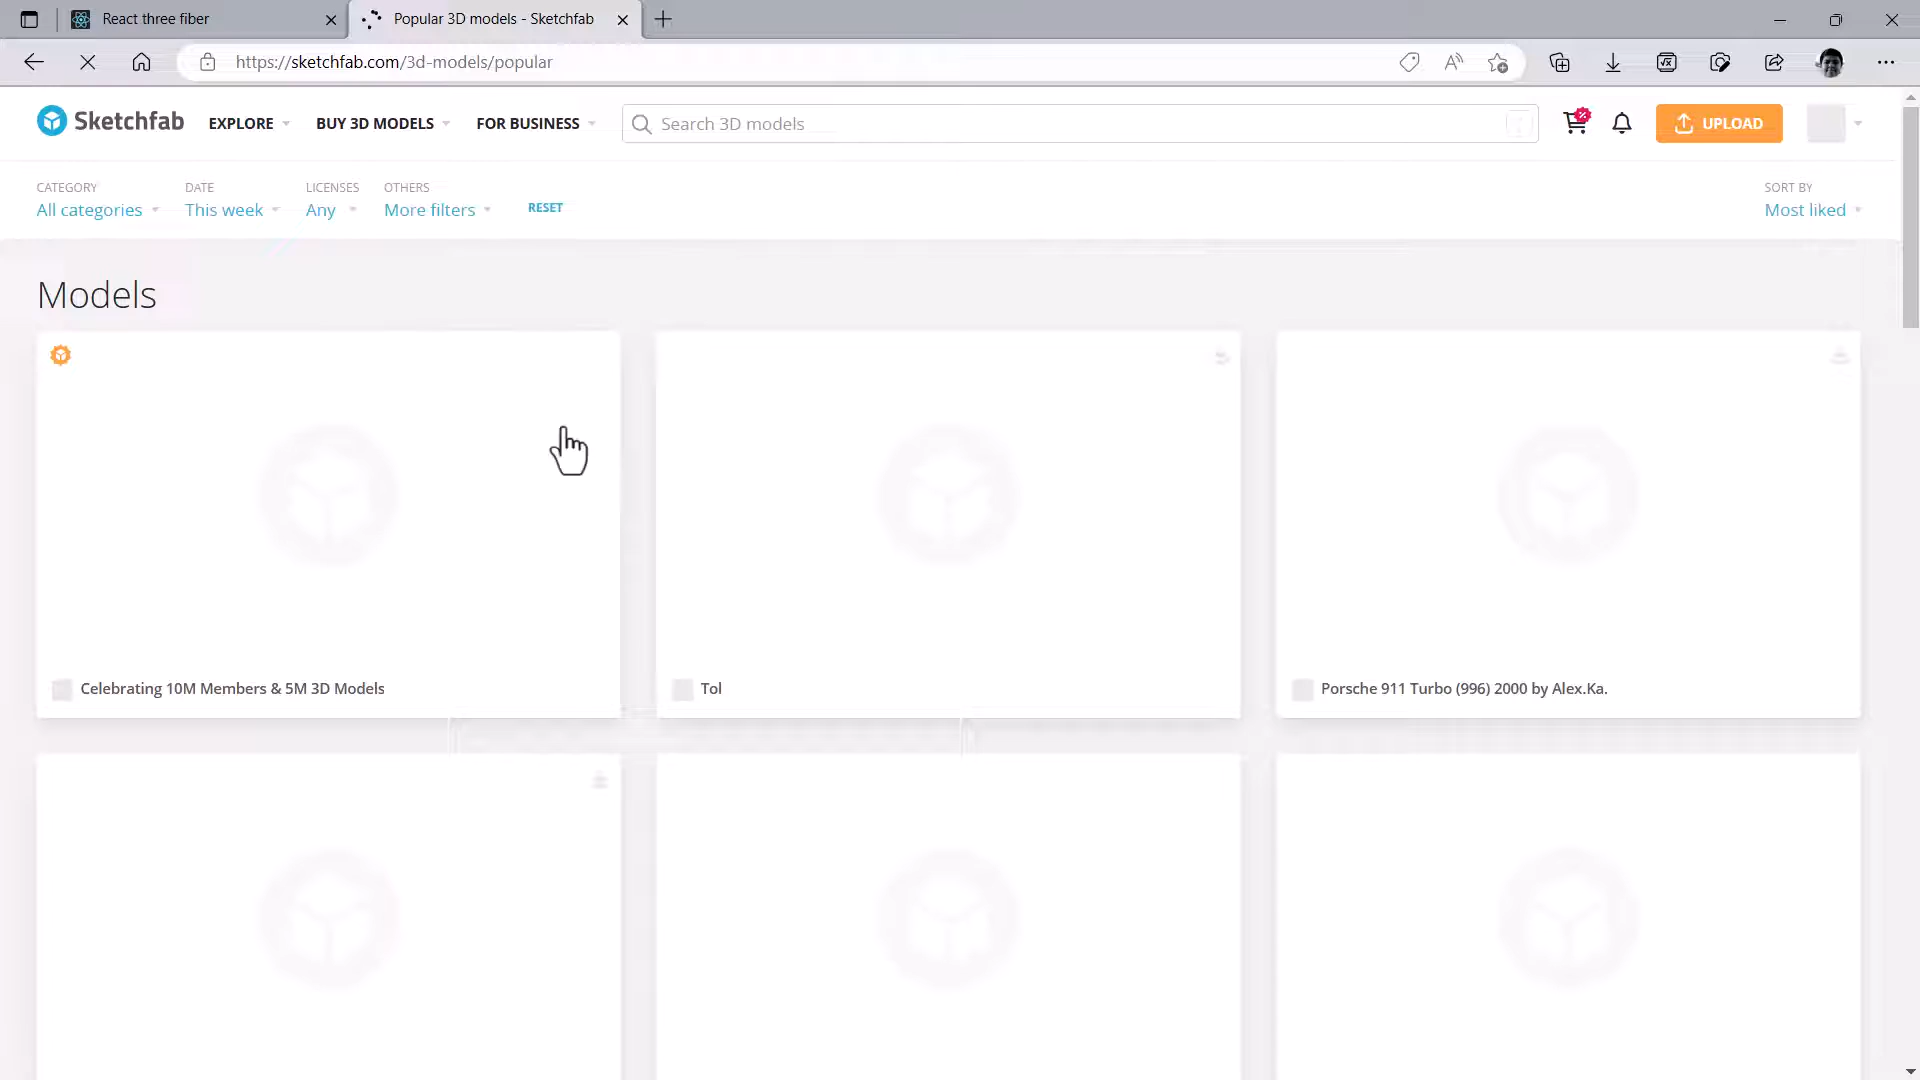 React three fiber
Popular 3D models - Sketchfab
https://sketchfab.com/3d-models/popular
Sketchfab
EXPLORE
BUY 3D MODELS
FOR BUSINESS
Search 3D models
UPLOAD
CATEGORY
DATE
LICENSES
OTHERS
SORT BY
All categories
This week
Any
More filters
RESET
Most liked
Models
Celebrating 10M Members & 5M 3D Models
Tol
Porsche 911 Turbo (996) 2000 by Alex.Ka.